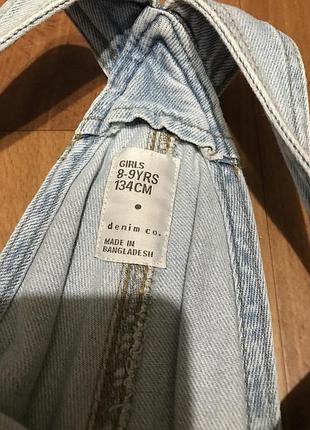 GIRLS
8-9YRS
134CM
denim co.
MADE IN
BANGLADESH